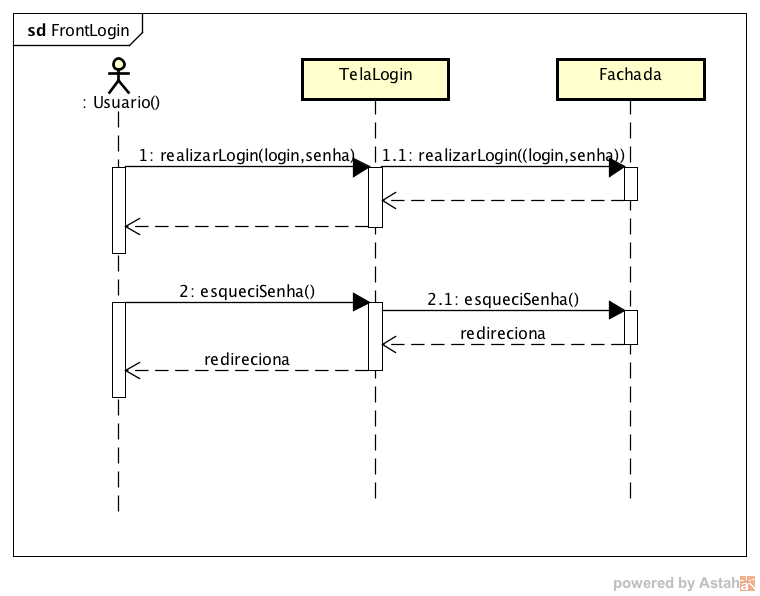 sd FrontLogin
: Usuario()
TelaLogin
Fachada
1: realizarLogin(login,senha)
1.1: realizarLogin((login,senha))
2: esqueciSenha()
2.1: esqueciSenha()
redireciona
redireciona
powered by Astah